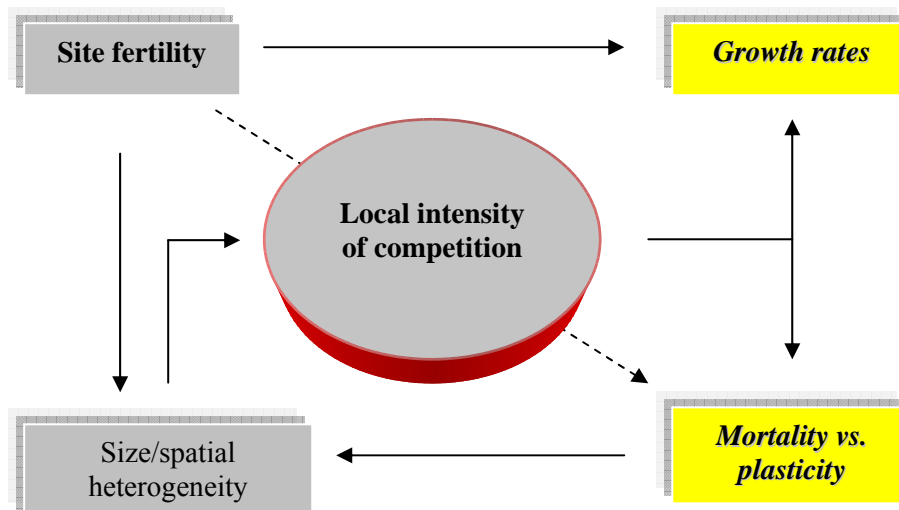 Site fertility
Growth rates
Local intensity
of competition
Size/spatial
heterogeneity
Mortality vs.
plasticity